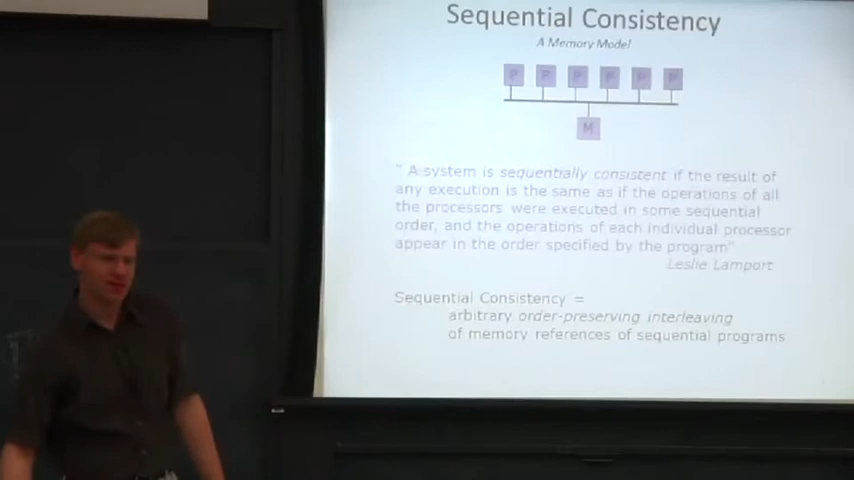 Sequential Consistency
A Memory Model
P P P P P P
M
" A system is sequentially consistent if the result of
any execution is the same as if the operations of all
the processors were executed in some sequential
order, and the operations of each individual processor
appear in the order specified by the program"
Leslie Lamport
Sequential Consistency =
arbitrary order-preserving interleaving
of memory references of sequential programs